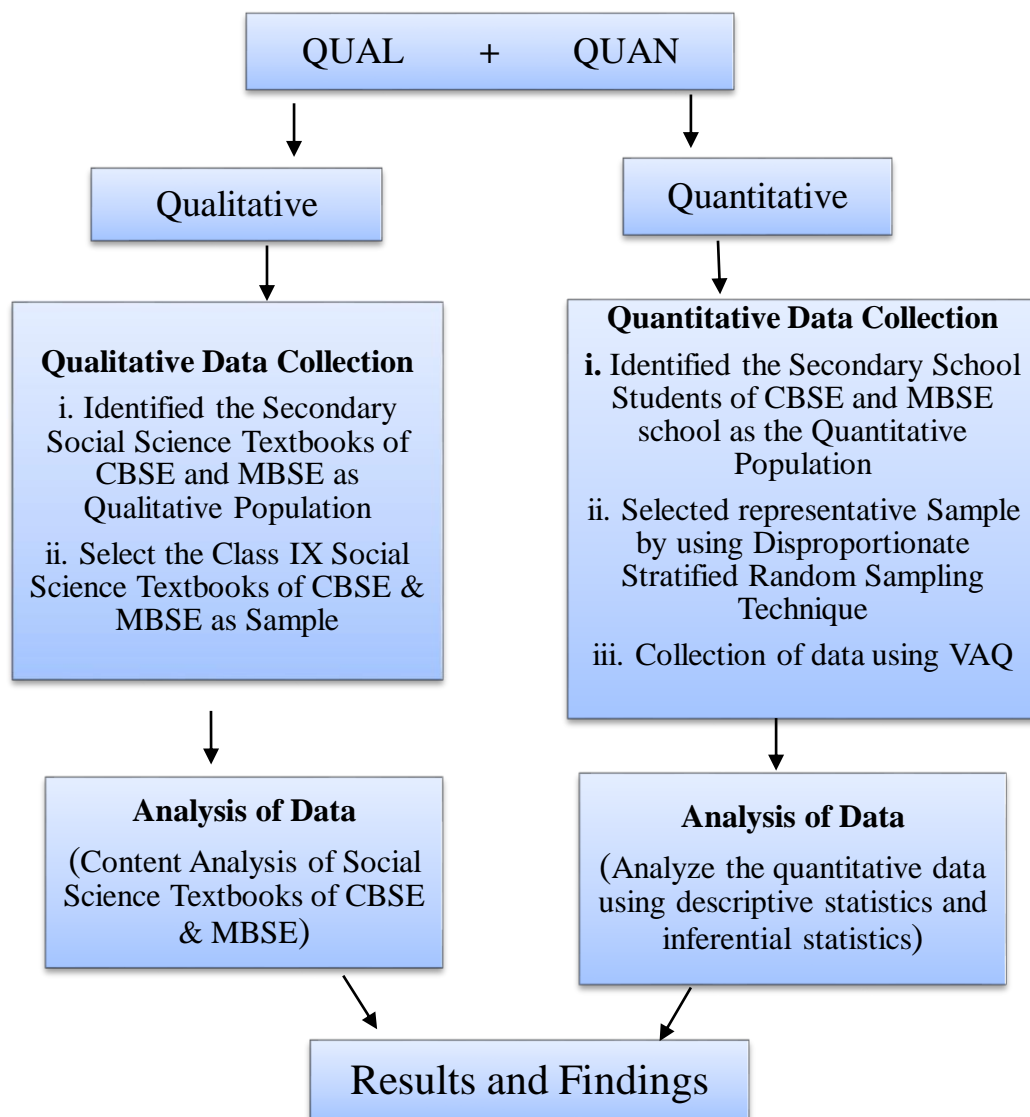 QUAL + QUAN
Qualitative
Quantitative
Qualitative Data Collection
i. Identified the Secondary
Social Science Textbooks of
CBSE and MBSE as
Qualitative Population
ii. Select the Class IX Social
Science Textbooks of CBSE &
MBSE as Sample
Quantitative Data Collection
i. Identified the Secondary School
Students of CBSE and MBSE
school as the Quantitative
Population
ii. Selected representative Sample
by using Disproportionate
Stratified Random Sampling
Technique
iii. Collection of data using VAQ
Analysis of Data
(Content Analysis of Social
Science Textbooks of CBSE
& MBSE)
Analysis of Data
(Analyze the quantitative data
using descriptive statistics and
inferential statistics)
Results and Findings